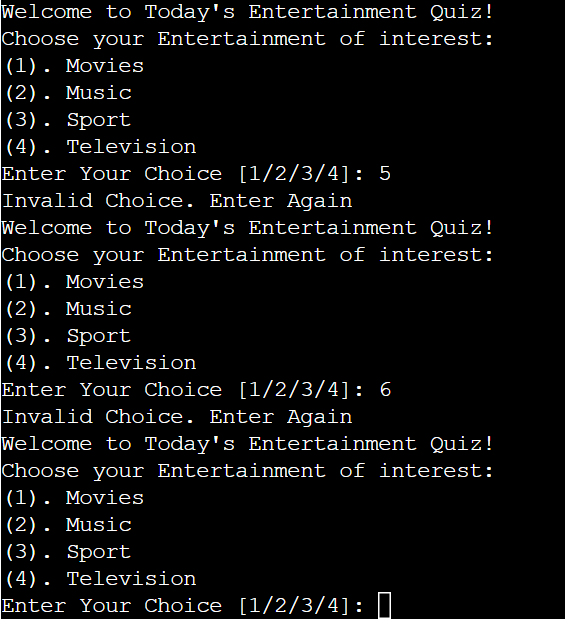 Welcome to Today's Entertainment Quiz!
Choose your Entertainment of interest:
(1). Movies
(2). Music
(3). Sport
(4). Television
Enter Your Choice [1/2/3/4]: 5
Invalid Choice. Enter Again
Welcome to Today's Entertainment Quiz!
Choose your Entertainment of interest:
(1). Movies
(2). Music
(3). Sport
(4). Television
Enter Your Choice [1/2/3/4]: 6
Invalid Choice. Enter Again
Welcome to Today's Entertainment Quiz!
Choose your Entertainment of interest:
(1). Movies
(2). Music
(3). Sport
(4). Television
Enter Your Choice [1/2/3/4]: